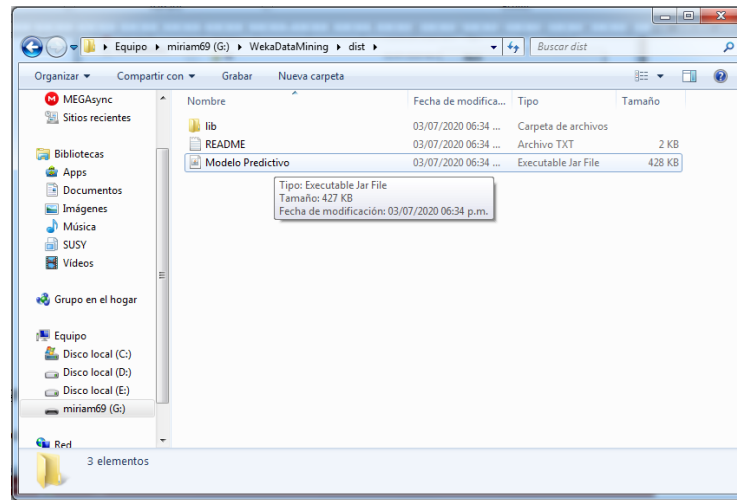 Equipo ▸ miriam69 (G:) ▸ WekaDataMining ▸ dist ▸
Buscar dist
Organizar Compartir con Grabar Nueva carpeta
MEGAsync
Sitios recientes
Bibliotecas
Apps
Documentos
Imágenes
Música
SUSY
Vídeos
Grupo en el hogar
Equipo
Disco local (C:)
Disco local (D:)
Disco local (E:)
miriam69 (G:)
Red
Nombre Fecha de modifica... Tipo Tamaño
lib 03/07/2020 06:34 ... Carpeta de archivos
README 03/07/2020 06:34 ... Archivo TXT 2 KB
Modelo Predictivo 03/07/2020 06:34 ... Executable Jar File 428 KB
Tipo: Executable Jar File
Tamaño: 427 KB
Fecha de modificación: 03/07/2020 06:34 p.m.
3 elementos